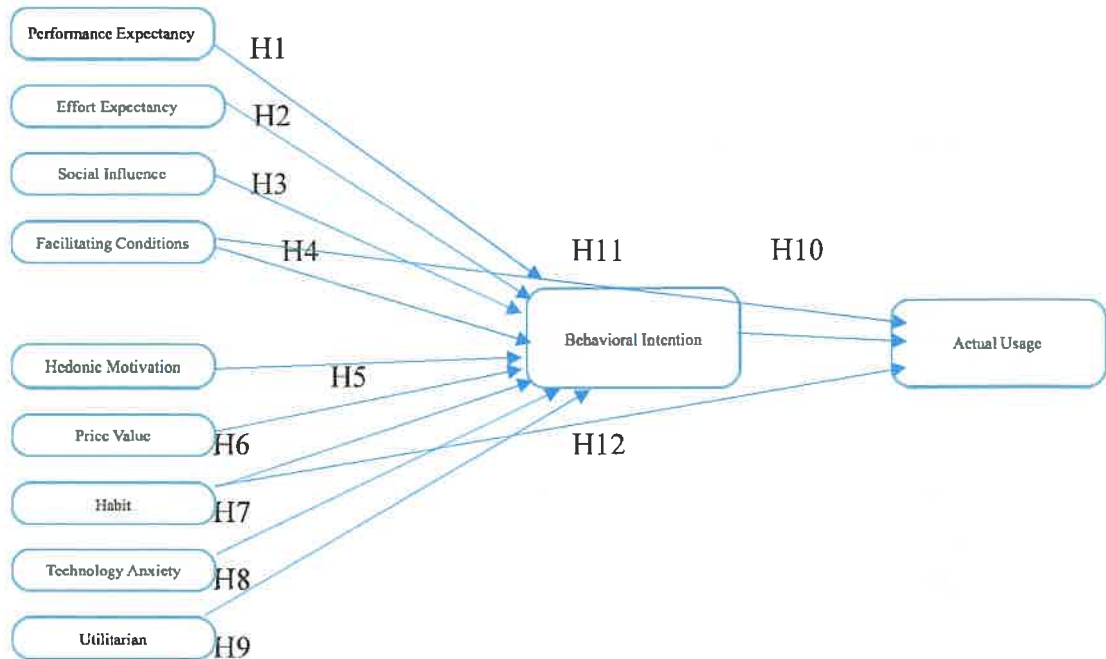 Performance Expectancy
H1
Effort Expectancy
H2
Social Influence
H3
Facilitating Conditions
H4
H11
H10
Behavioral Intention
Actual Usage
Hedonic Motivation
H5
Price Value
H6
H12
Habit
H7
Technology Anxiety
H8
Utilitarian
H9